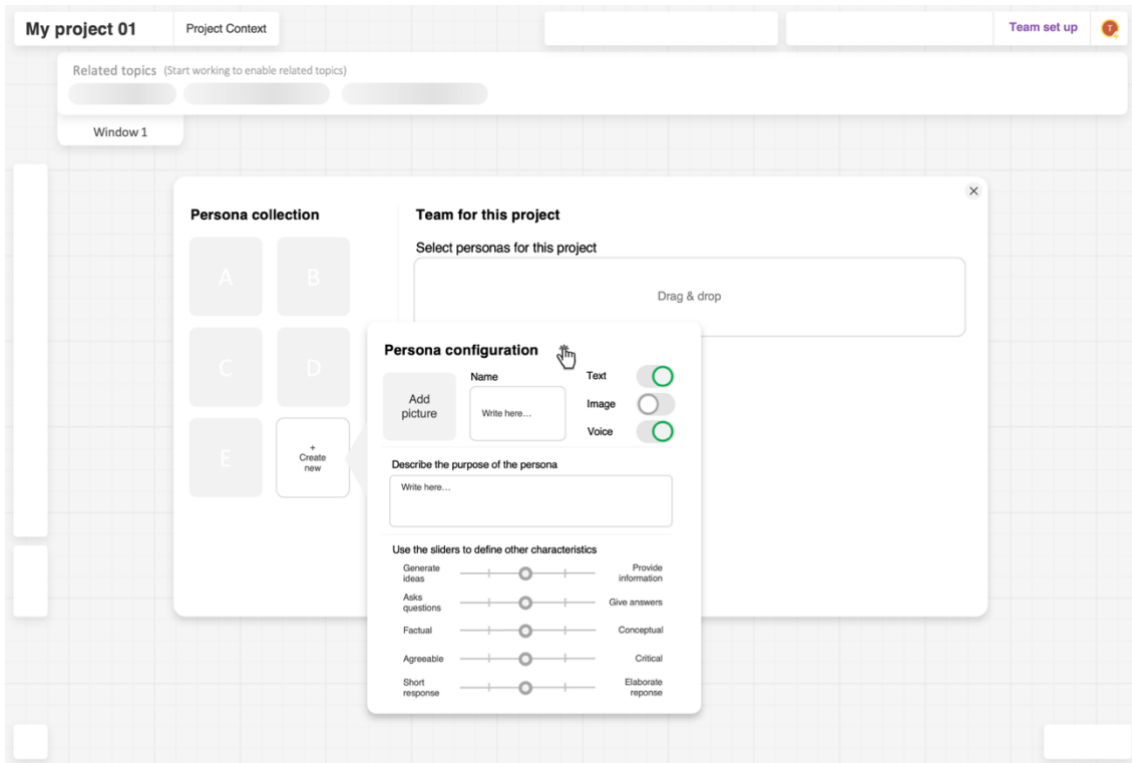 My project 01
Project Context
Team set up
T
Related topics (Start working to enable related topics)
Window 1
Persona collection
A
B
C
D
E
+
Create
new
Team for this project
Select personas for this project
Drag & drop
Persona configuration
Add
picture
Name
Write here...
Text
Image
Voice
Describe the purpose of the persona
Write here...
Use the sliders to define other characteristics
Generate
ideas
Provide
information
Asks
questions
Give answers
Factual
Conceptual
Agreeable
Critical
Short
response
Elaborate
reponse